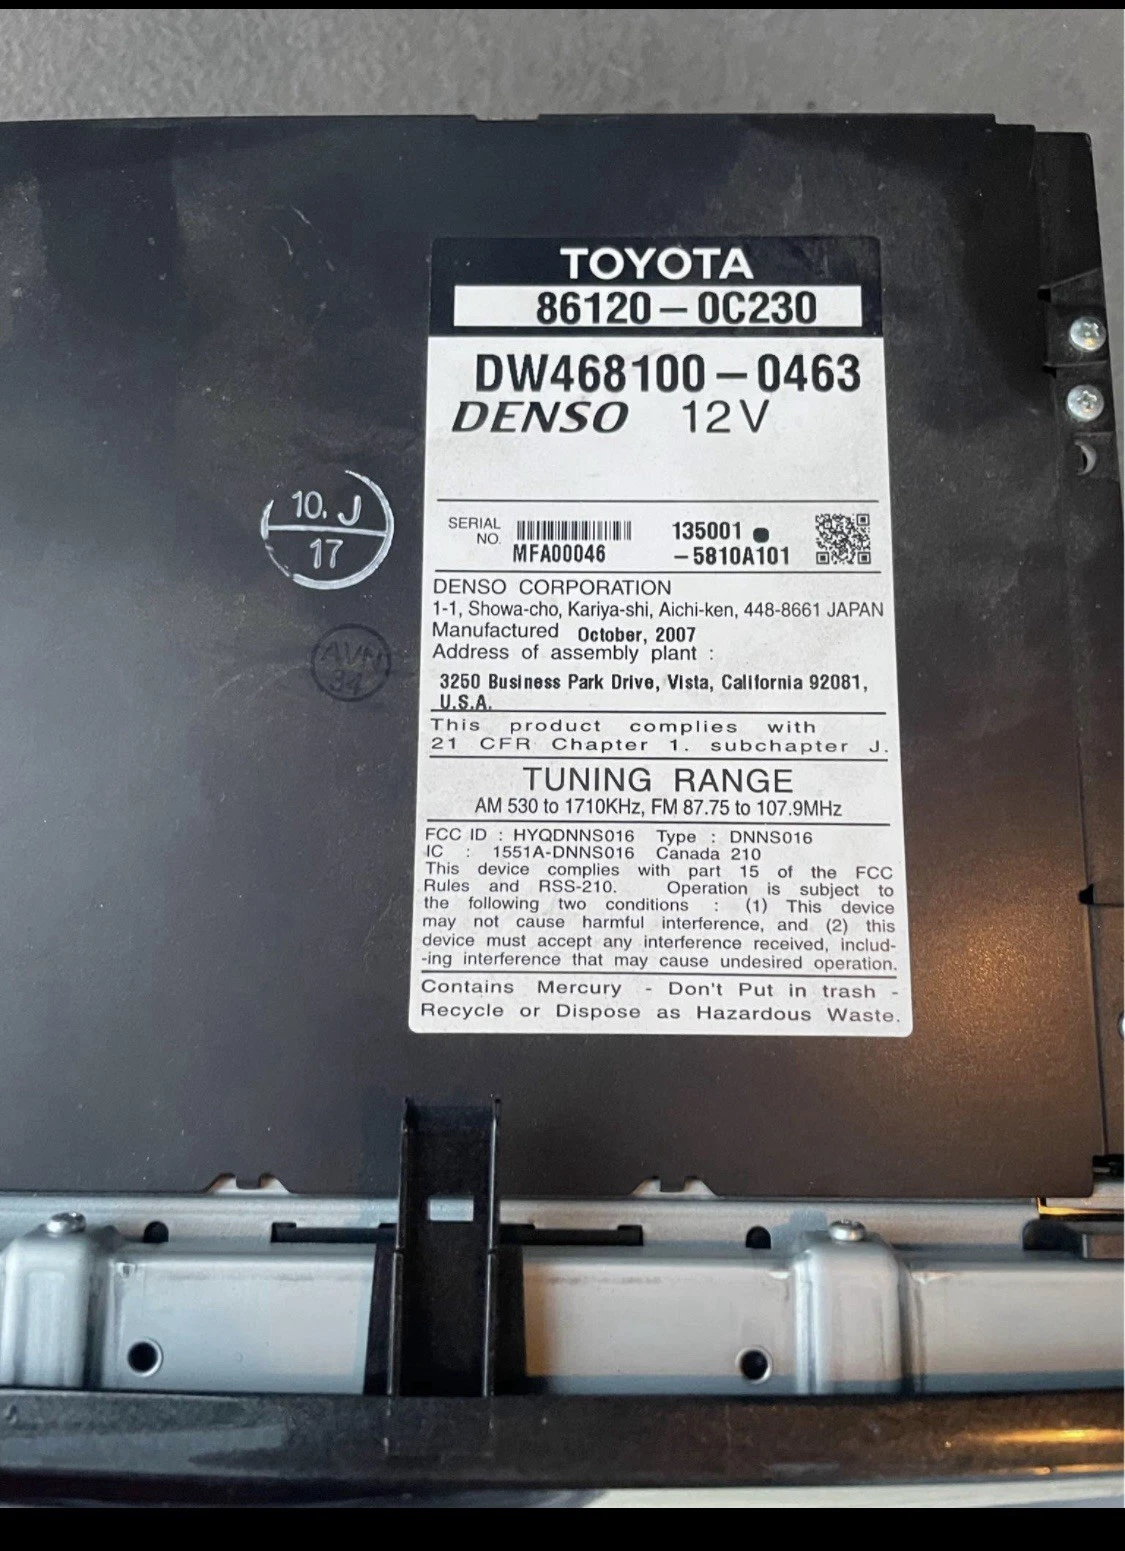 TOYOTA
86120-0C230
DW468100-0463
DENSO 12V
10. J
17
SERIAL NO.
MFA00046
135001 ●
-5810A101
DENSO CORPORATION
1-1, Showa-cho, Kariya-shi, Aichi-ken, 448-8661 JAPAN
Manufactured October, 2007
Address of assembly plant :
3250 Business Park Drive, Vista, California 92081,
U.S.A.
AVN
34
This product complies with
21 CFR Chapter 1. subchapter J.
TUNING RANGE
AM 530 to 1710KHz, FM 87.75 to 107.9MHz
FCC ID : HYQDNNS016 Type : DNNS016
IC : 1551A-DNNS016 Canada 210
This device complies with part 15 of the FCC
Rules and RSS-210. Operation is subject to
the following two conditions : (1) This device
may not cause harmful interference, and (2) this
device must accept any interference received, includ-
-ing interference that may cause undesired operation.
Contains Mercury - Don't Put in trash -
Recycle or Dispose as Hazardous Waste.